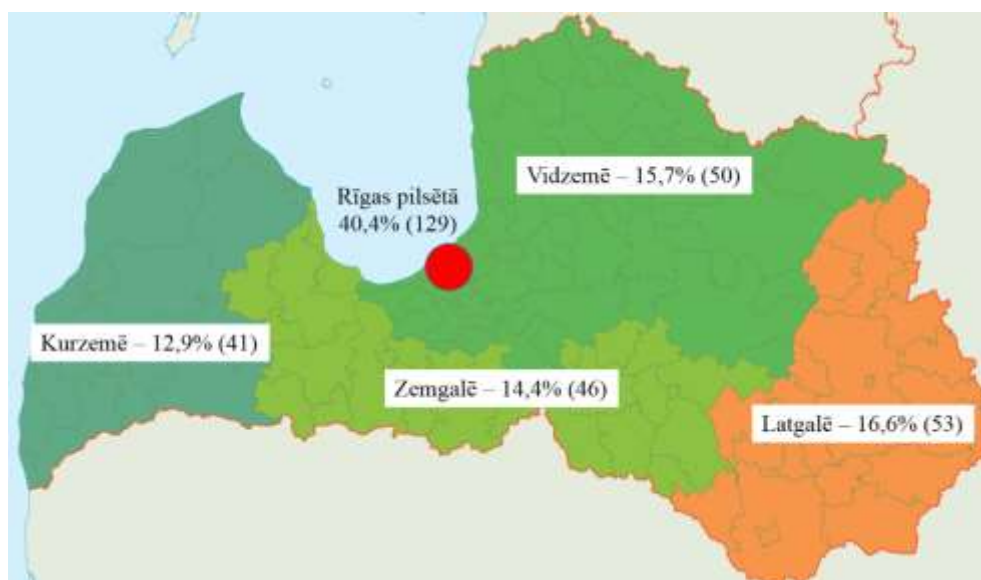 Vidzemē – 15,7% (50)
Rīgas pilsētā
40,4% (129)
Kurzemē – 12,9% (41)
Zemgalē – 14,4% (46)
Latgalē – 16,6% (53)